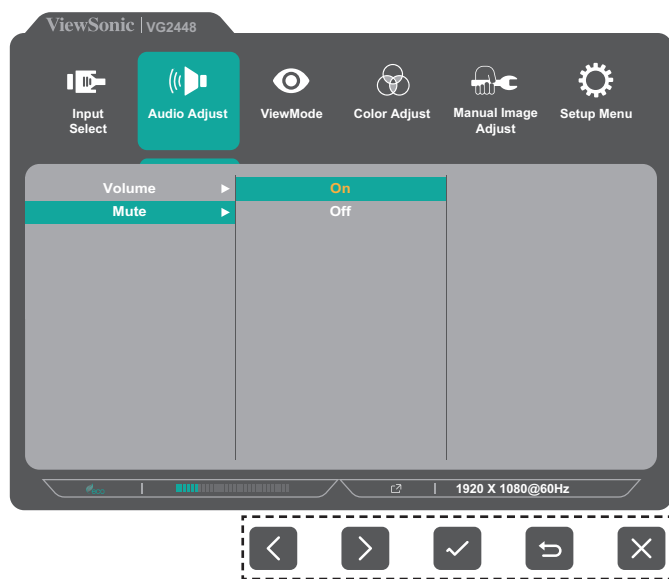 ViewSonic | VG2448
Input
Select
Audio Adjust
ViewMode
Color Adjust
Manual Image
Adjust
Setup Menu
Volume
On
Mute
Off
eco
1920 X 1080@60Hz